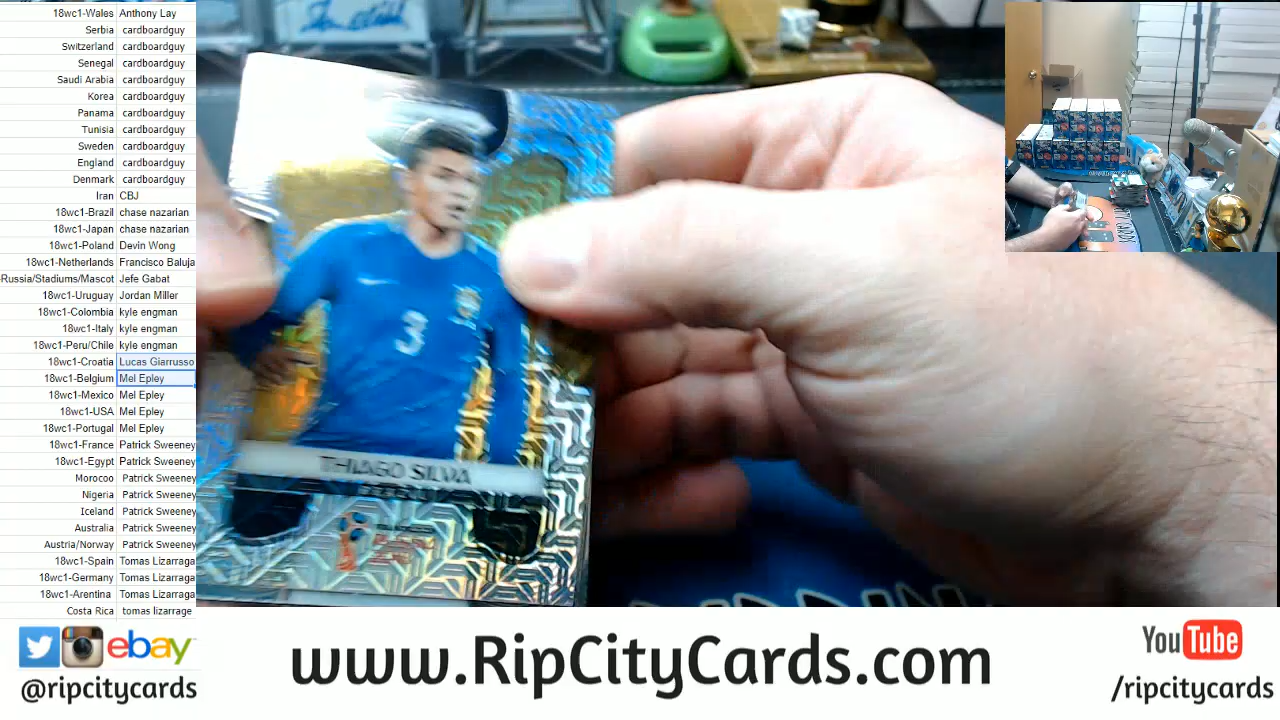 18wc1-Wales Anthony Lay
Serbia cardboardguy
Switzerland cardboardguy
Senegal cardboardguy
Saudi Arabia cardboardguy
Korea cardboardguy
Panama cardboardguy
Tunisia cardboardguy
Sweden cardboardguy
England cardboardguy
Denmark cardboardguy
Iran CBJ
18wc1-Brazil chase nazarian
18wc1-Japan chase nazarian
18wc1-Poland Devin Wong
18wc1-Netherlands Francisco Baluja
-Russia/Stadiums/Mascot Jefe Gabat
18wc1-Uruguay Jordan Miller
18wc1-Colombia kyle engman
18wc1-Italy kyle engman
18wc1-Peru/Chile kyle engman
18wc1-Croatia Lucas Giarrusso
18wc1-Belgium Mel Epley
18wc1-Mexico Mel Epley
18wc1-USA Mel Epley
18wc1-Portugal Mel Epley
18wc1-France Patrick Sweeney
18wc1-Egypt Patrick Sweeney
Morocoo Patrick Sweeney
Nigeria Patrick Sweeney
Iceland Patrick Sweeney
Australia Patrick Sweeney
Austria/Norway Patrick Sweeney
18wc1-Spain Tomas Lizarraga
18wc1-Germany Tomas Lizarraga
18wc1-Arentina Tomas Lizarraga
Costa Rica tomas lizarrage
3
THIAGO SILVA
ebay
@ripcitycards
www.RipCityCards.com
YouTube
/ripcitycards